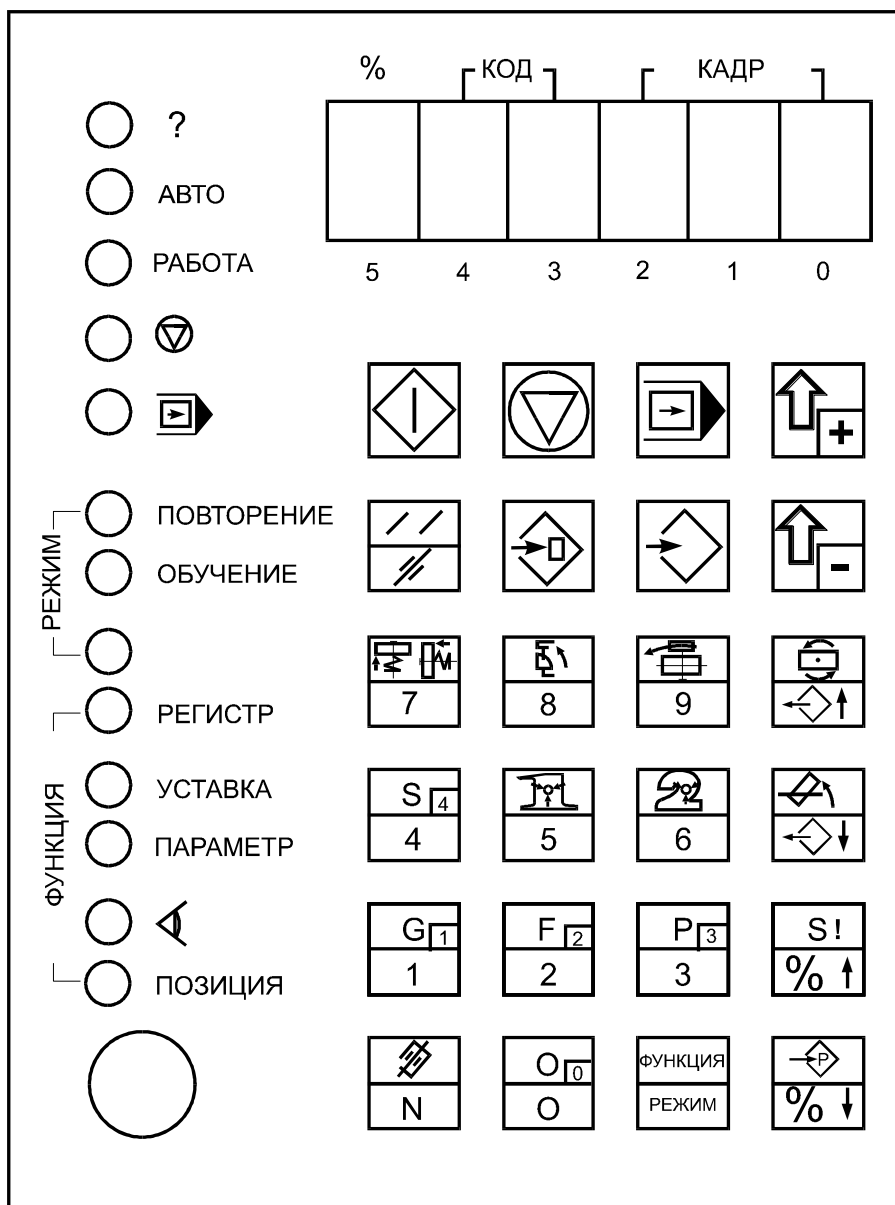 % КОД КАДР
?
АВТО
РАБОТА
5 4 3 2 1 0
+
РЕЖИМ
ПОВТОРЕНИЕ
ОБУЧЕНИЕ
-
7 8 9
ФУНКЦИЯ
РЕГИСТР
УСТАВКА
ПАРАМЕТР
S 4 2
4 5 6
G 1 F 2 P 3 S!
1 2 3 %
ПОЗИЦИЯ
O 0 ФУНКЦИЯ P
N O РЕЖИМ %